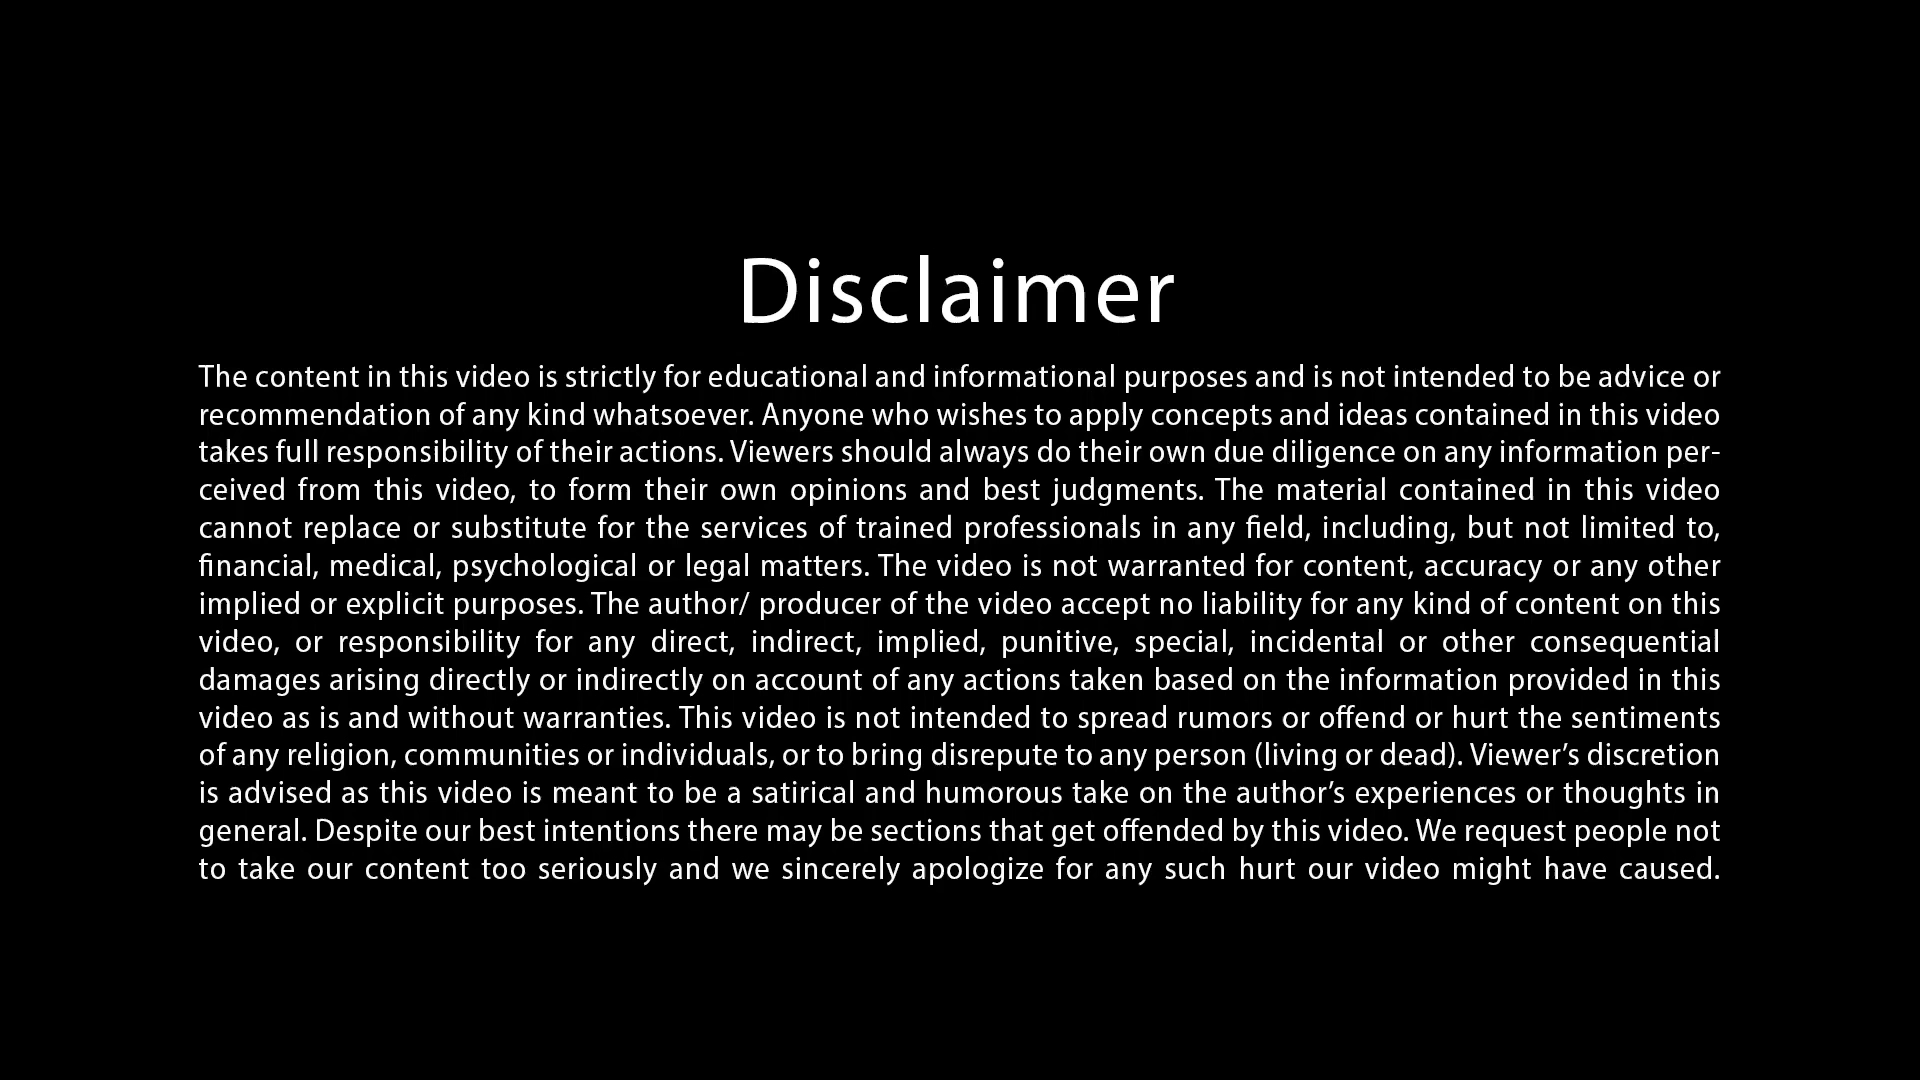 Disclaimer
The content in this video is strictly for educational and informational purposes and is not intended to be advice or
recommendation of any kind whatsoever. Anyone who wishes to apply concepts and ideas contained in this video
takes full responsibility of their actions. Viewers should always do their own due diligence on any information per-
ceived from this video, to form their own opinions and best judgments. The material contained in this video
cannot replace or substitute for the services of trained professionals in any field, including, but not limited to,
financial, medical, psychological or legal matters. The video is not warranted for content, accuracy or any other
implied or explicit purposes. The author/ producer of the video accept no liability for any kind of content on this
video, or responsibility for any direct, indirect, implied, punitive, special, incidental or other consequential
damages arising directly or indirectly on account of any actions taken based on the information provided in this
video as is and without warranties. This video is not intended to spread rumors or offend or hurt the sentiments
of any religion, communities or individuals, or to bring disrepute to any person (living or dead). Viewer’s discretion
is advised as this video is meant to be a satirical and humorous take on the author’s experiences or thoughts in
general. Despite our best intentions there may be sections that get offended by this video. We request people not
to take our content too seriously and we sincerely apologize for any such hurt our video might have caused.